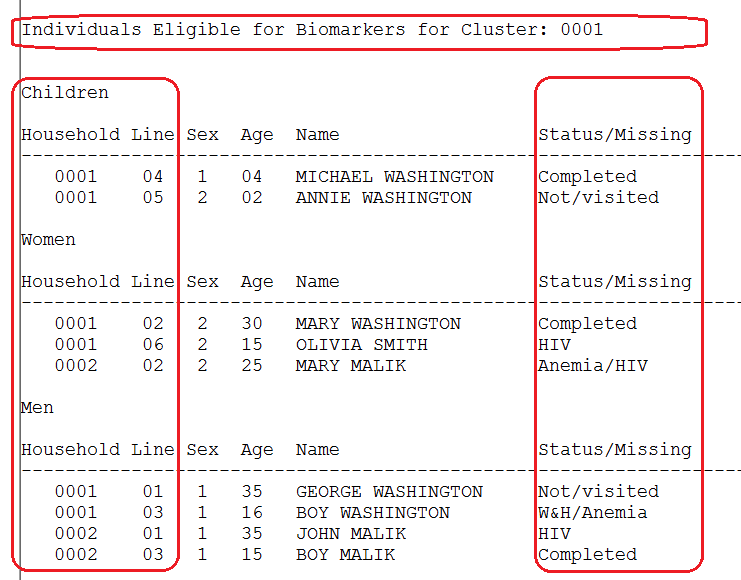 Individuals Eligible for Biomarkers for Cluster: 0001
Children
Household Line Sex Age Name Status/Missing
0001 04 1 04 MICHAEL WASHINGTON Completed
0001 05 2 02 ANNIE WASHINGTON Not/visited
Women
Household Line Sex Age Name Status/Missing
0001 02 2 30 MARY WASHINGTON Completed
0001 06 2 15 OLIVIA SMITH HIV
0002 02 2 25 MARY MALIK Anemia/HIV
Men
Household Line Sex Age Name Status/Missing
0001 01 1 35 GEORGE WASHINGTON Not/visited
0001 03 1 16 BOY WASHINGTON W&H/Anemia
0002 01 1 35 JOHN MALIK HIV
0002 03 1 15 BOY MALIK Completed